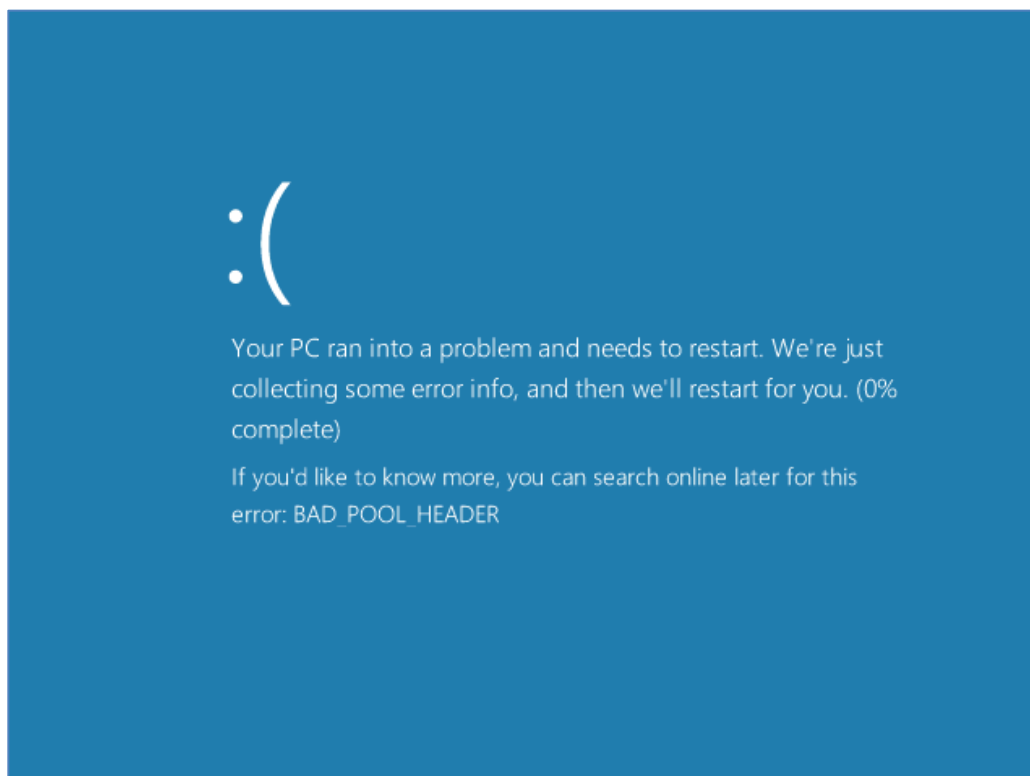 :(
Your PC ran into a problem and needs to restart. We're just
collecting some error info, and then we'll restart for you. (0%
complete)
If you'd like to know more, you can search online later for this
error: BAD_POOL_HEADER